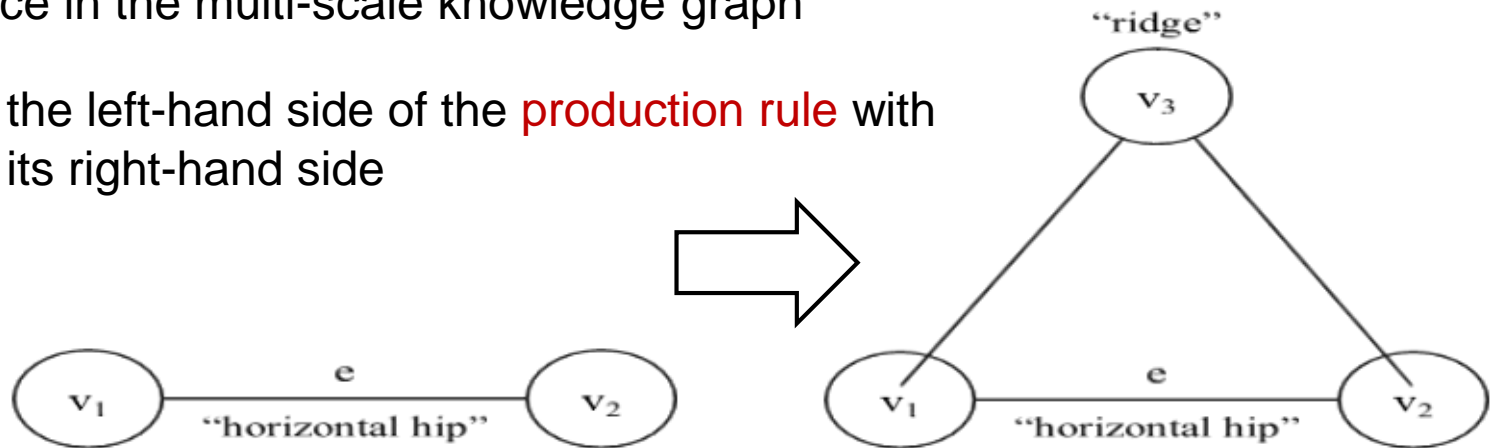 ce in the multi-scale knowledge graph
the left-hand side of the production rule with
its right-hand side
“ridge”
v₃
v₁
e
“horizontal hip”
v₂
v₁
e
“horizontal hip”
v₂